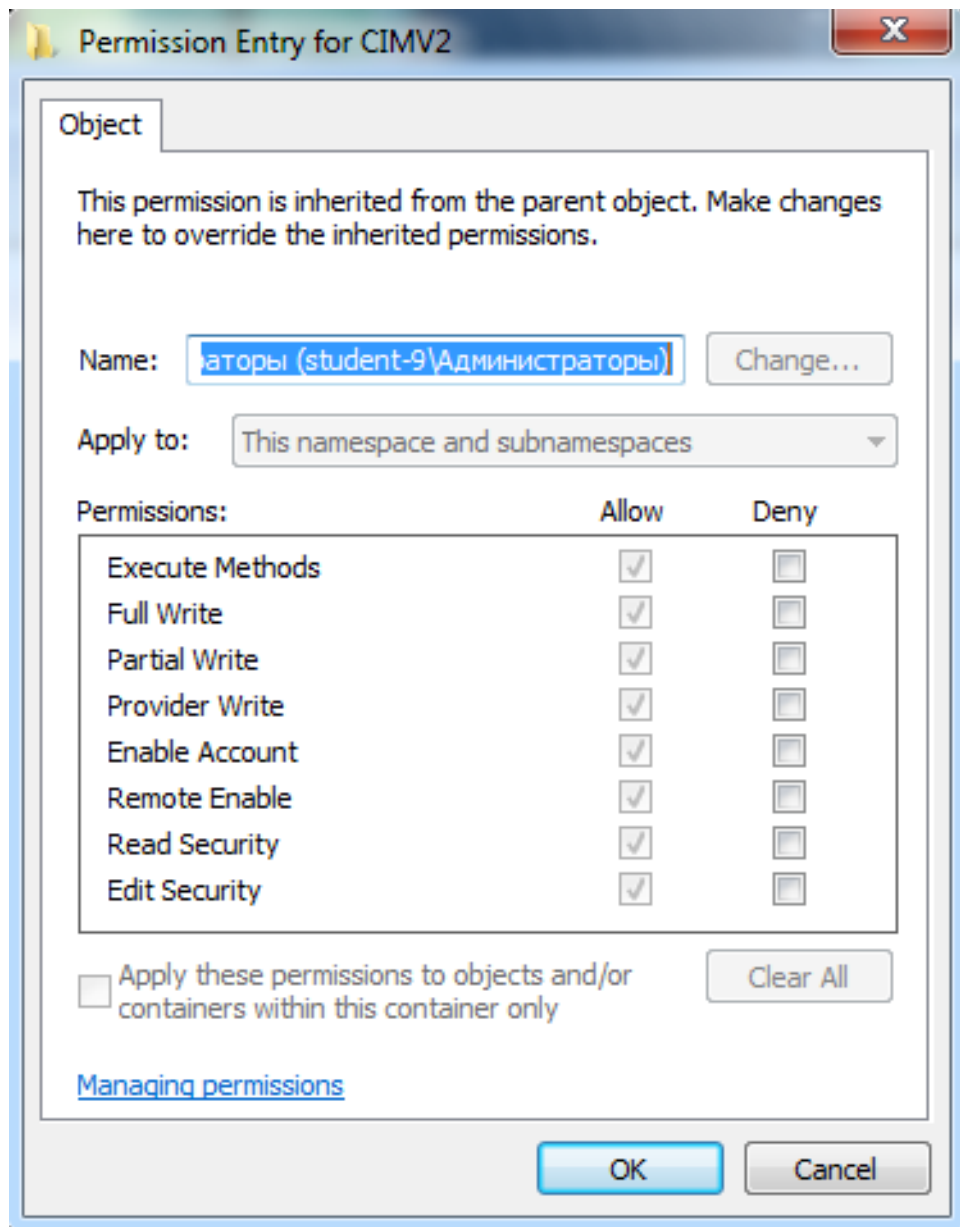 Permission Entry for CIMV2
Object
This permission is inherited from the parent object. Make changes
here to override the inherited permissions.
Name: раторы (student-9\Администраторы) Change...
Apply to: This namespace and subnamespaces
Permissions: Allow Deny
Execute Methods
Full Write
Partial Write
Provider Write
Enable Account
Remote Enable
Read Security
Edit Security
Apply these permissions to objects and/or
containers within this container only
Clear All
Managing permissions
OK Cancel